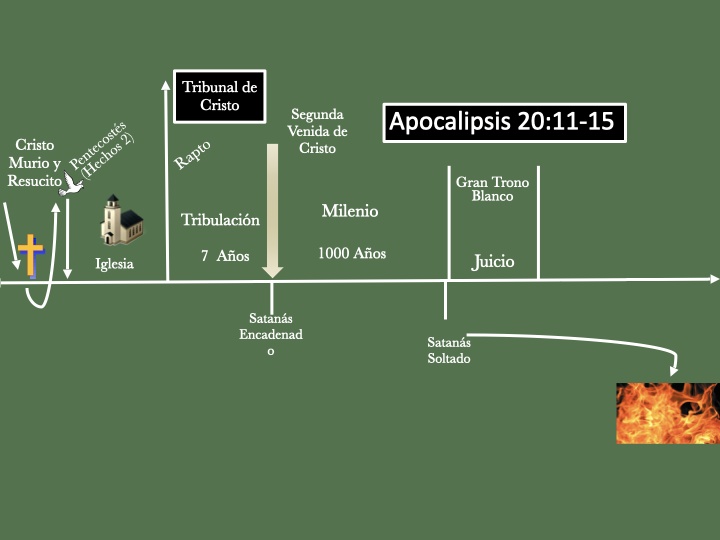 Tribunal de
Cristo
Apocalipsis 20:11-15
Cristo
Murio y
Resucito
Pentecostés
(Hechos 2)
Rapto
Segunda
Venida de
Cristo
Gran Trono
Blanco
Tribulación
Milenio
7 Años
1000 Años
Iglesia
Juicio
Satanás
Encadenad
o
Satanás
Soltado